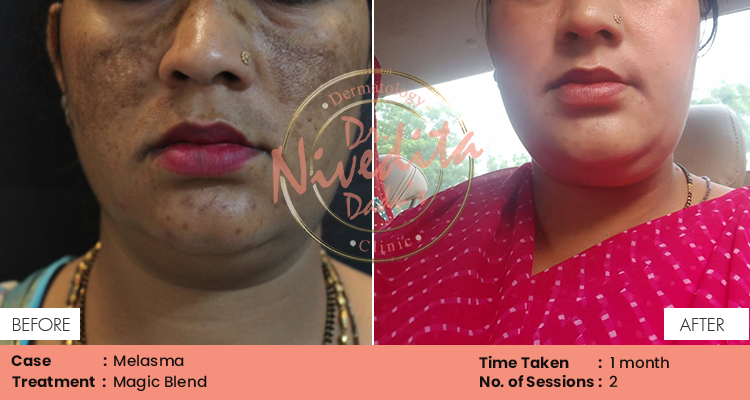 Dermatology
Dr.
Nivedita
Clinic
BEFORE
AFTER
Case : Melasma
Treatment : Magic Blend
Time Taken : 1 month
No. of Sessions : 2